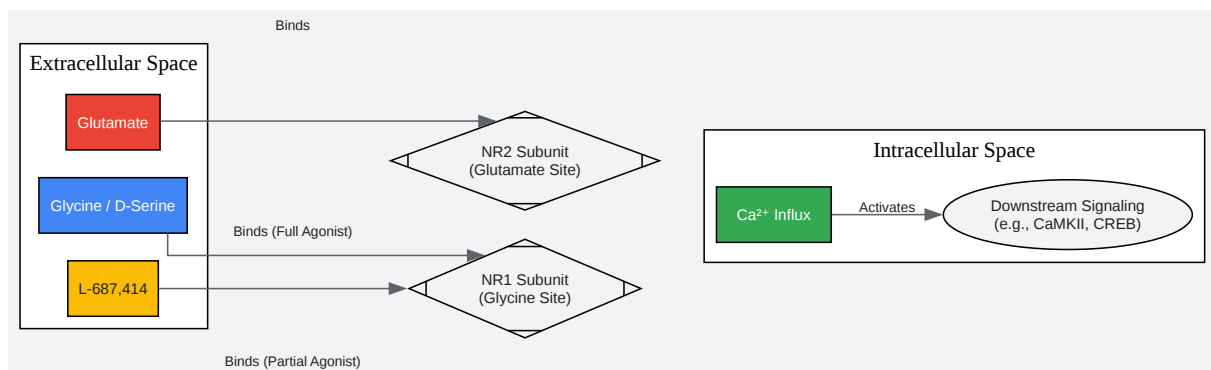 Binds
Extracellular Space
Glutamate
NR2 Subunit
(Glutamate Site)
Glycine / D-Serine
Binds (Full Agonist)
L-687,414
NR1 Subunit
(Glycine Site)
Binds (Partial Agonist)
Intracellular Space
Ca²⁺ Influx
Activates
Downstream Signaling
(e.g., CaMKII, CREB)